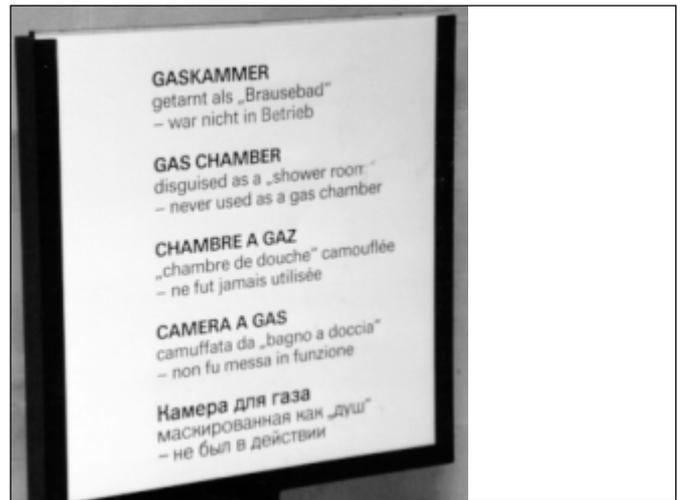 GASKAMMER
getarnt als „Brausebad“
– war nicht in Betrieb
GAS CHAMBER
disguised as a „shower room“
– never used as a gas chamber
CHAMBRE A GAZ
„chambre de douche“ camouflée
– ne fut jamais utilisée
CAMERA A GAS
camuffata da „bagno a doccia“
– non fu messa in funzione
Камера для газа
маскированная как „душ“
– не был в действии